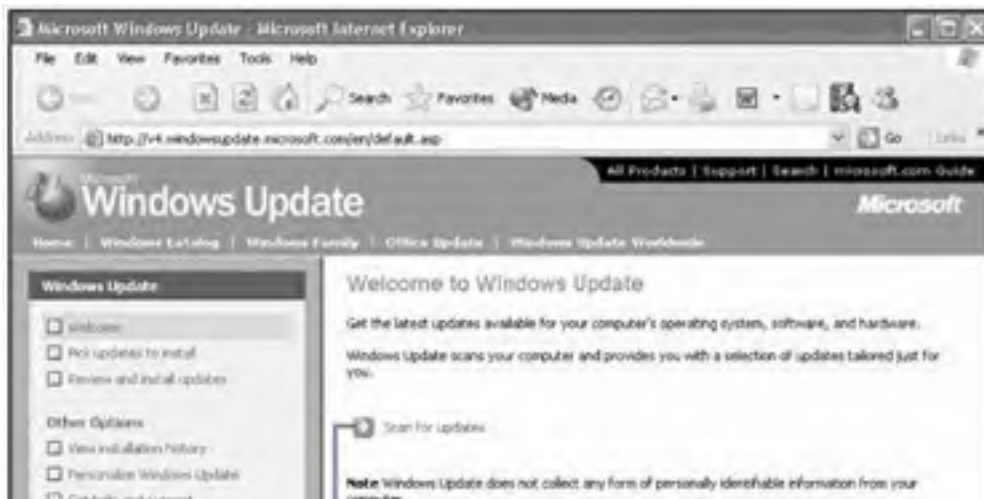 Microsoft Windows Update - Microsoft Internet Explorer
File Edit View Favorites Tools Help
Search Favorites Media
Address http://v4.windowsupdate.microsoft.com/en/default.asp Go Links
All Products | Support | Search | microsoft.com Guide
Microsoft
Windows Update
Microsoft
Home | Windows Catalog | Windows Family | Office Update | Windows Update Worldwide
Windows Update
Welcome
Pick updates to install
Review and install updates
Other Options
View installation history
Personalize Windows Update
Get help and support
Welcome to Windows Update
Get the latest updates available for your computer's operating system, software, and hardware.
Windows Update scans your computer and provides you with a selection of updates tailored just for
you.
Scan for updates
Note Windows Update does not collect any form of personally identifiable information from your
computer.